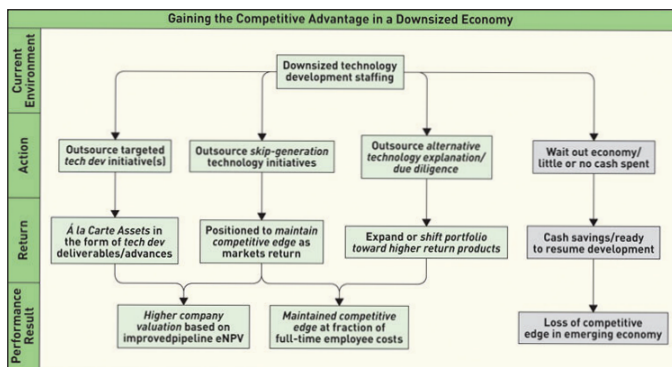 Gaining the Competitive Advantage in a Downsized Economy
Current
Environment
Downsized technology
development staffing
Action
Outsource targeted
tech dev initiative(s)
Outsource skip-generation
technology initiatives
Outsource alternative
technology explanation/
due diligence
Wait out economy/
little or no cash spent
Return
Á la Carte Assets in
the form of tech dev
deliverables/advances
Positioned to maintain
competitive edge as
markets return
Expand or shift portfolio
toward higher return products
Cash savings/ready
to resume development
Performance
Result
Higher company
valuation based on
improvedpipeline eNPV
Maintained competitive
edge at fraction of
full-time employee costs
Loss of competitive
edge in emerging economy